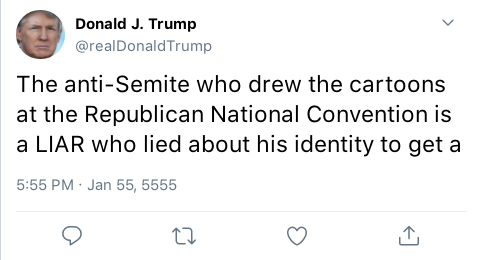 Donald J. Trump
@realDonaldTrump
The anti-Semite who drew the cartoons
at the Republican National Convention is
a LIAR who lied about his identity to get a
5:55 PM · Jan 55, 5555